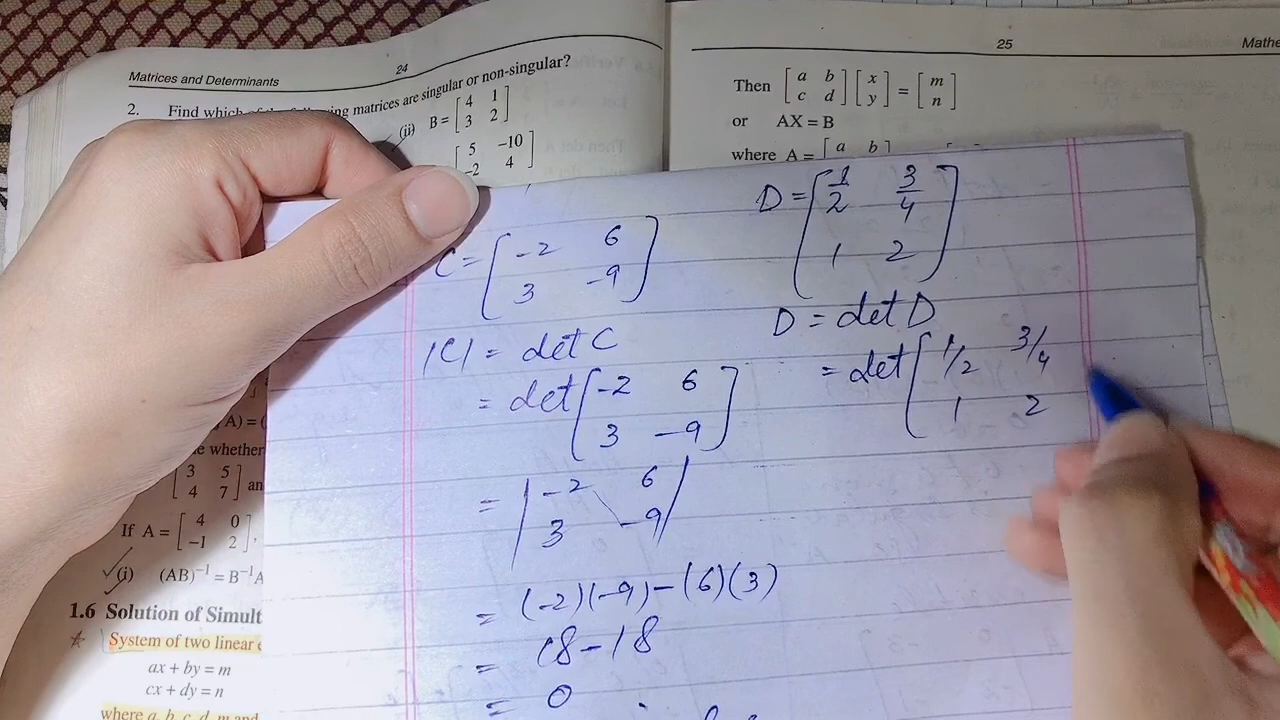 Matrices and Determinants
24
2. Find which of the following matrices are singular or non-singular?
(ii) B = [4 1
3 2]
[5 -10
-2 4]
A) = (
whether
[3 5
4 7] an
If A = [4 0
-1 2],
(i) (AB)⁻¹ = B⁻¹A
1.6 Solution of Simult
System of two linear
ax + by = m
cx + dy = n
where a, b, c, d, m and
25
Mathe
Then [a b
c d] [x
y] = [m
n]
or AX = B
where A = [a b]
C = [-2 6
3 -9]
|C| = det C
= det [-2 6
3 -9]
= |-2 6
3 -9|
= (-2)(-9) - (6)(3)
= 18 - 18
= 0
D = [1/2 3/4
1 2]
D = det D
= det [1/2 3/4
1 2